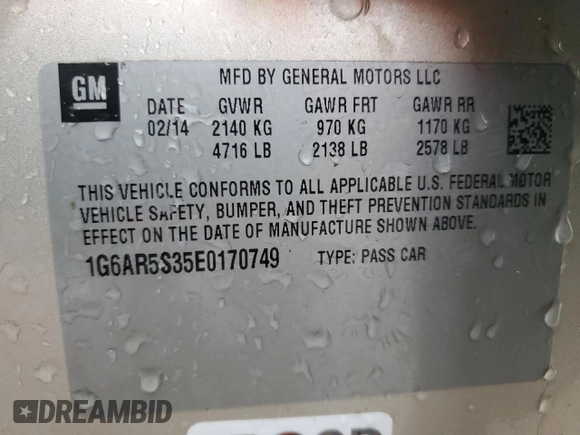 GM
MFD BY GENERAL MOTORS LLC
DATE GVWR GAWR FRT GAWR RR
02/14 2140 KG 970 KG 1170 KG
4716 LB 2138 LB 2578 LB
THIS VEHICLE CONFORMS TO ALL APPLICABLE U.S. FEDERAL MOTOR
VEHICLE SAFETY, BUMPER, AND THEFT PREVENTION STANDARDS IN
EFFECT ON THE DATE OF MANUFACTURE SHOWN ABOVE.
1G6AR5S35E0170749 TYPE: PASS CAR
DREAMBID